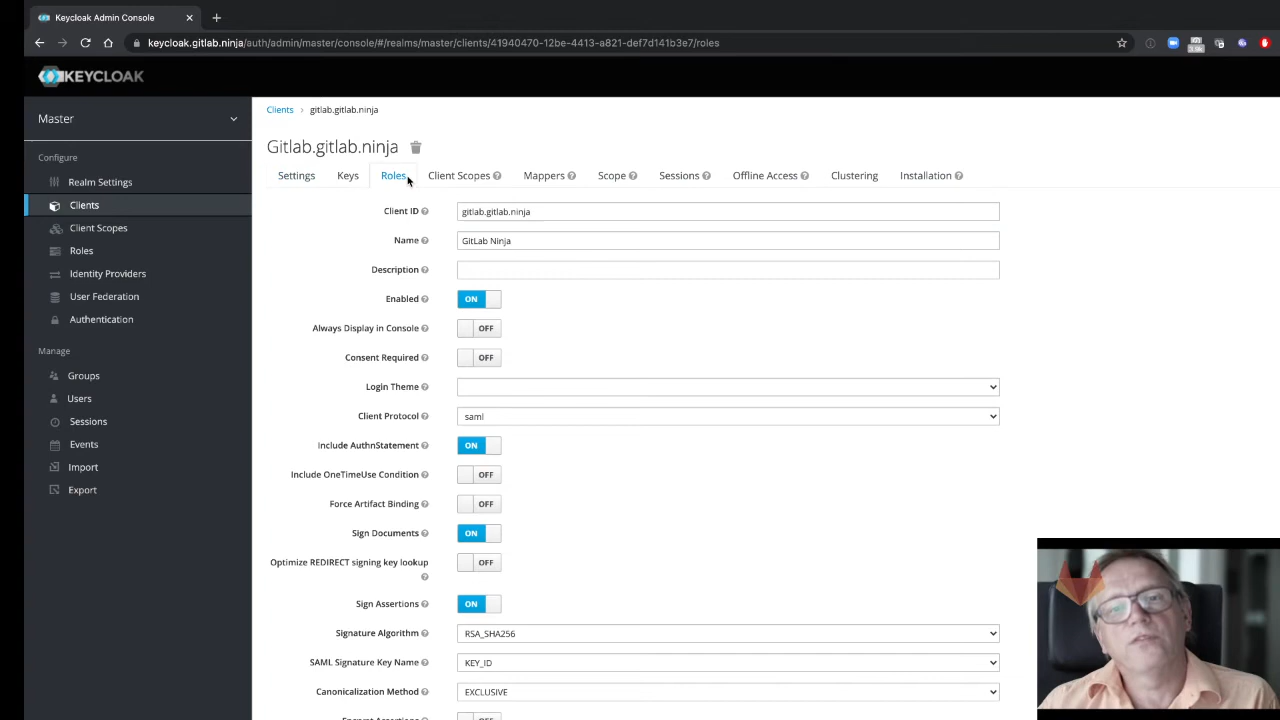 Keycloak Admin Console
keycloak.gitlab.ninja/auth/admin/master/console/#/realms/master/clients/41940470-12be-4413-a821-def7d141b3e7/roles
KEYCLOAK
Master
Configure
Realm Settings
Clients
Client Scopes
Roles
Identity Providers
User Federation
Authentication
Manage
Groups
Users
Sessions
Events
Import
Export
Clients > gitlab.gitlab.ninja
Gitlab.gitlab.ninja
Settings Keys Roles Client Scopes Mappers Scope Sessions Offline Access Clustering Installation
Client ID gitlab.gitlab.ninja
Name GitLab Ninja
Description
Enabled ON
Always Display in Console OFF
Consent Required OFF
Login Theme
Client Protocol saml
Include AuthnStatement ON
Include OneTimeUse Condition OFF
Force Artifact Binding OFF
Sign Documents ON
Optimize REDIRECT signing key lookup OFF
Sign Assertions ON
Signature Algorithm RSA_SHA256
SAML Signature Key Name KEY_ID
Canonicalization Method EXCLUSIVE